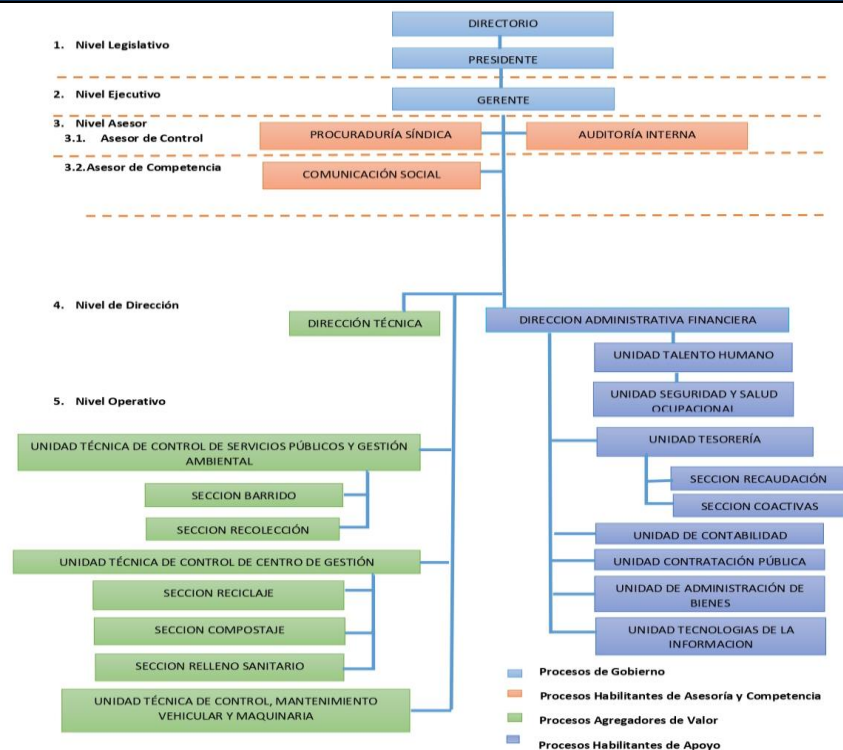 DIRECTORIO
1. Nivel Legislativo
PRESIDENTE
2. Nivel Ejecutivo
GERENTE
3. Nivel Asesor
3.1. Asesor de Control
PROCURADURÍA SÍNDICA
AUDITORÍA INTERNA
3.2.Asesor de Competencia
COMUNICACIÓN SOCIAL
4. Nivel de Dirección
DIRECCIÓN TÉCNICA
DIRECCION ADMINISTRATIVA FINANCIERA
UNIDAD TALENTO HUMANO
UNIDAD SEGURIDAD Y SALUD
OCUPACIONAL
5. Nivel Operativo
UNIDAD TÉCNICA DE CONTROL DE SERVICIOS PÚBLICOS Y GESTIÓN
AMBIENTAL
SECCION BARRIDO
SECCION RECOLECCIÓN
UNIDAD TÉCNICA DE CONTROL DE CENTRO DE GESTIÓN
SECCION RECICLAJE
SECCION COMPOSTAJE
SECCION RELLENO SANITARIO
UNIDAD TÉCNICA DE CONTROL, MANTENIMIENTO
VEHICULAR Y MAQUINARIA
UNIDAD TESORERÍA
SECCION RECAUDACIÓN
SECCION COACTIVAS
UNIDAD DE CONTABILIDAD
UNIDAD CONTRATACIÓN PÚBLICA
UNIDAD DE ADMINISTRACIÓN DE
BIENES
UNIDAD TECNOLOGIAS DE LA
INFORMACION
Procesos de Gobierno
Procesos Habilitantes de Asesoría y Competencia
Procesos Agregadores de Valor
Procesos Habilitantes de Apoyo